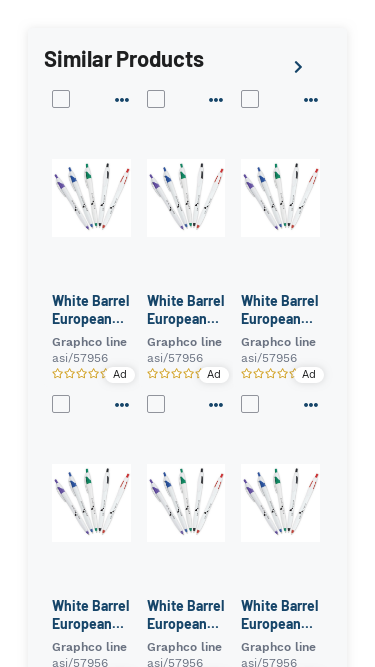 Similar Products
White Barrel White Barrel White Barrel
European... European... European...
Graphco line Graphco line Graphco line
asi/57956 asi/57956 asi/57956
Ad Ad Ad
White Barrel White Barrel White Barrel
European... European... European...
Graphco line Graphco line Graphco line
asi/57956 asi/57956 asi/57956